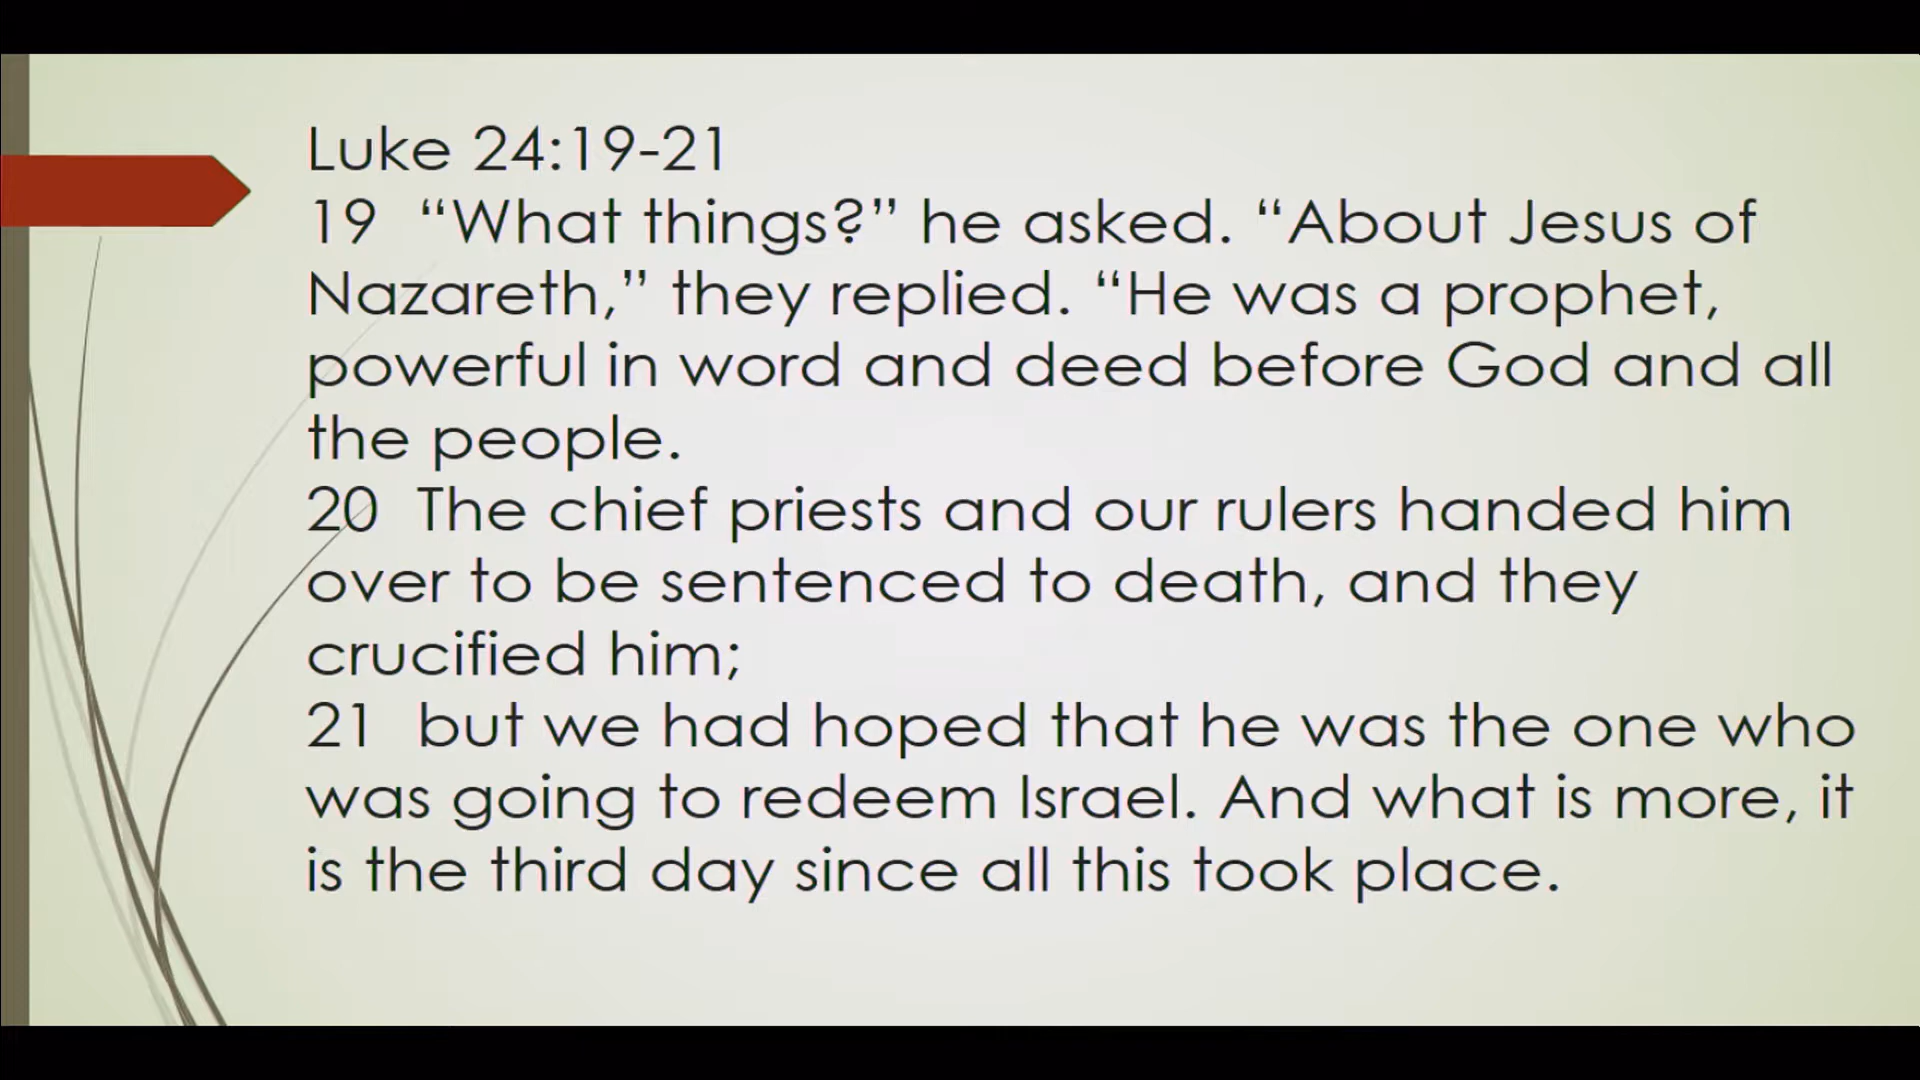 Luke 24:19-21
19 “What things?” he asked. “About Jesus of
Nazareth,” they replied. “He was a prophet,
powerful in word and deed before God and all
the people.
20 The chief priests and our rulers handed him
over to be sentenced to death, and they
crucified him;
21 but we had hoped that he was the one who
was going to redeem Israel. And what is more, it
is the third day since all this took place.